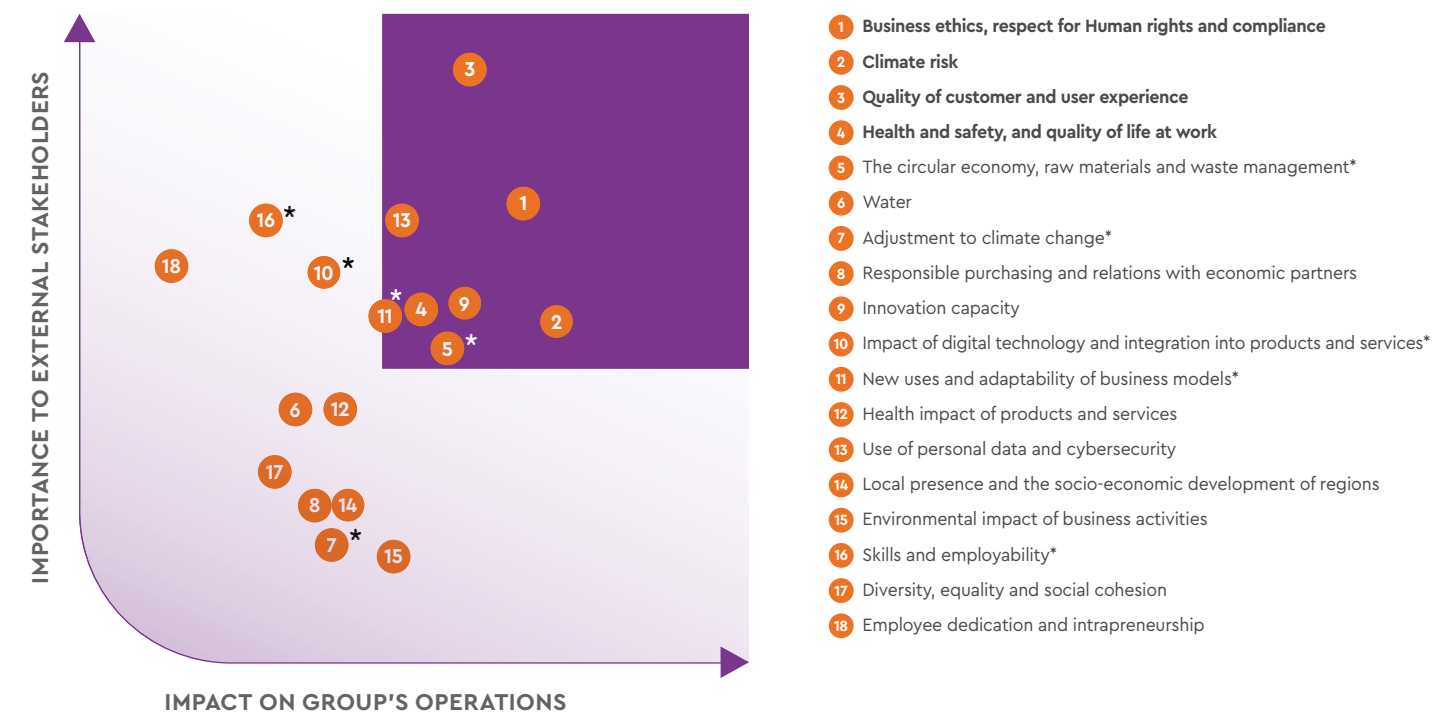 IMPORTANCE TO EXTERNAL STAKEHOLDERS
3
1
16*
13
18
10*
*
11
4
9
2
5*
6
12
17
8
14
7*
15
IMPACT ON GROUP'S OPERATIONS
1 Business ethics, respect for Human rights and compliance
2 Climate risk
3 Quality of customer and user experience
4 Health and safety, and quality of life at work
5 The circular economy, raw materials and waste management*
6 Water
7 Adjustment to climate change*
8 Responsible purchasing and relations with economic partners
9 Innovation capacity
10 Impact of digital technology and integration into products and services*
11 New uses and adaptability of business models*
12 Health impact of products and services
13 Use of personal data and cybersecurity
14 Local presence and the socio-economic development of regions
15 Environmental impact of business activities
16 Skills and employability*
17 Diversity, equality and social cohesion
18 Employee dedication and intrapreneurship